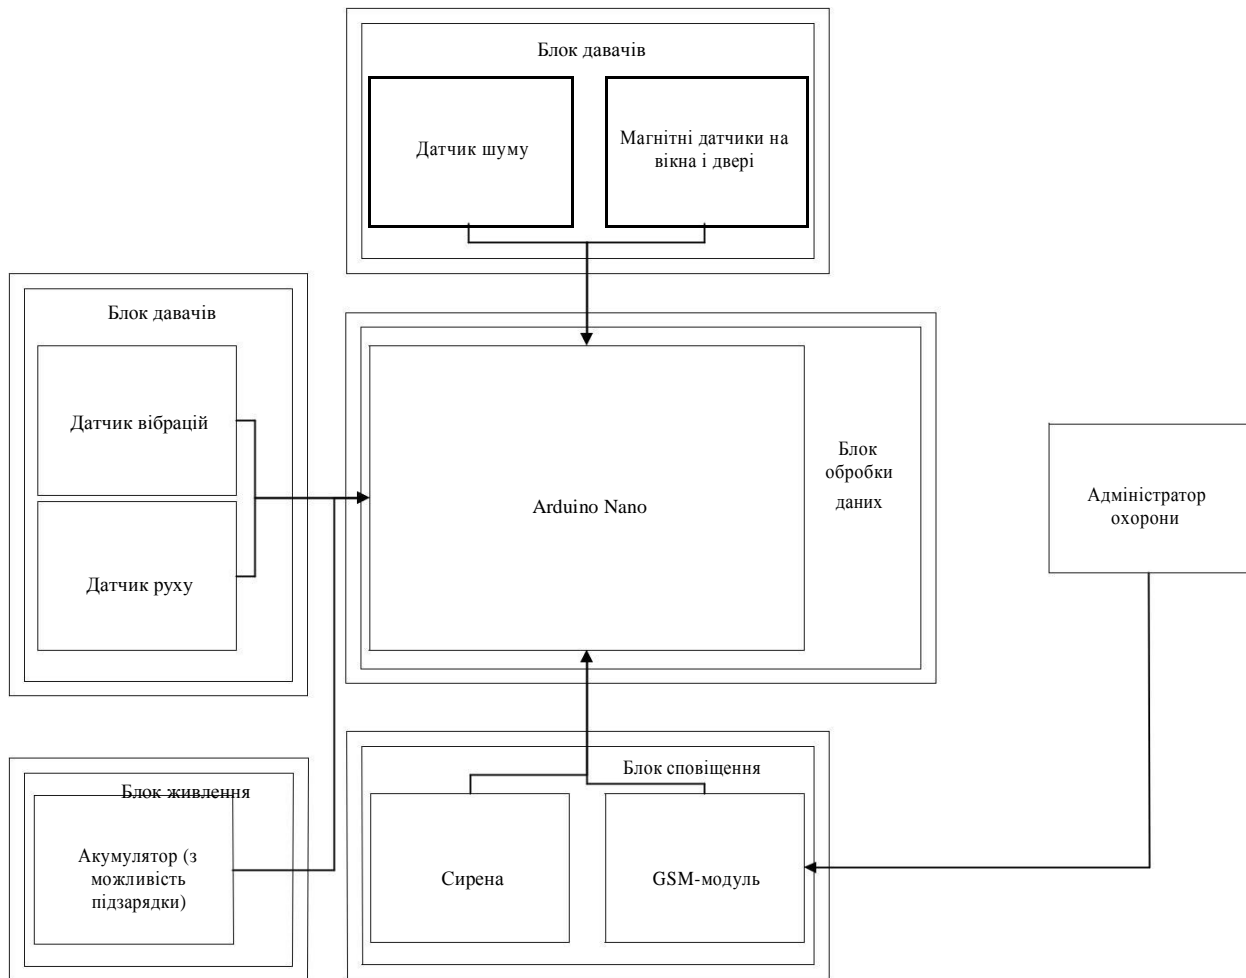 Блок давачів
Датчик шуму
Магнітні датчики на
вікна і двері
Блок давачів
Датчик вібрацій
Датчик руху
Arduino Nano
Блок
обробки
даних
Адміністратор
охорони
Блок живлення
Акумулятор (з
можливість
підзарядки)
Блок сповіщення
Сирена
GSM-модуль